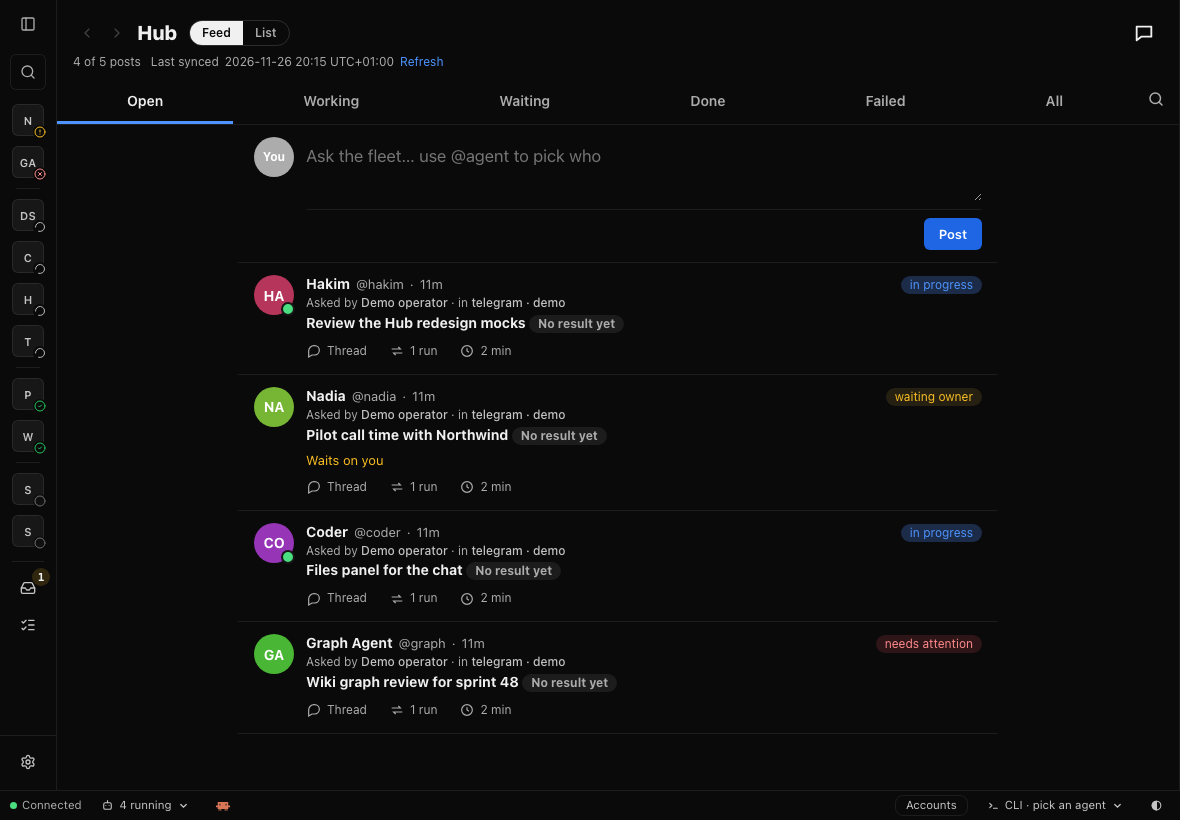 Hub
Feed
List
4 of 5 posts Last synced 2026-11-26 20:15 UTC+01:00 Refresh
Open
Working
Waiting
Done
Failed
All
N
GA
DS
C
H
T
P
W
S
S
1
You
Ask the fleet... use @agent to pick who
Post
HA
Hakim @hakim · 11m
in progress
Asked by Demo operator · in telegram · demo
Review the Hub redesign mocks No result yet
Thread 1 run 2 min
NA
Nadia @nadia · 11m
waiting owner
Asked by Demo operator · in telegram · demo
Pilot call time with Northwind No result yet
Waits on you
Thread 1 run 2 min
CO
Coder @coder · 11m
in progress
Asked by Demo operator · in telegram · demo
Files panel for the chat No result yet
Thread 1 run 2 min
GA
Graph Agent @graph · 11m
needs attention
Asked by Demo operator · in telegram · demo
Wiki graph review for sprint 48 No result yet
Thread 1 run 2 min
Connected
4 running
Accounts
CLI · pick an agent